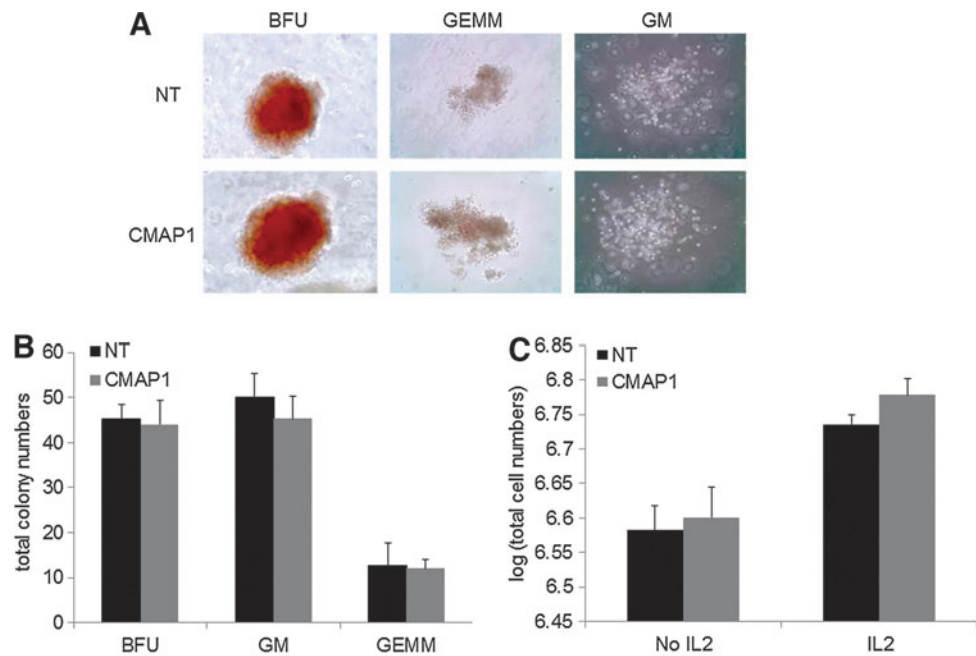 A
BFU GEMM GM
NT
CMAP1
B
NT
CMAP1
total colony numbers
60
50
40
30
20
10
0
BFU GM GEMM
C
NT
CMAP1
log (total cell numbers)
6.85
6.8
6.75
6.7
6.65
6.6
6.55
6.5
6.45
No IL2 IL2